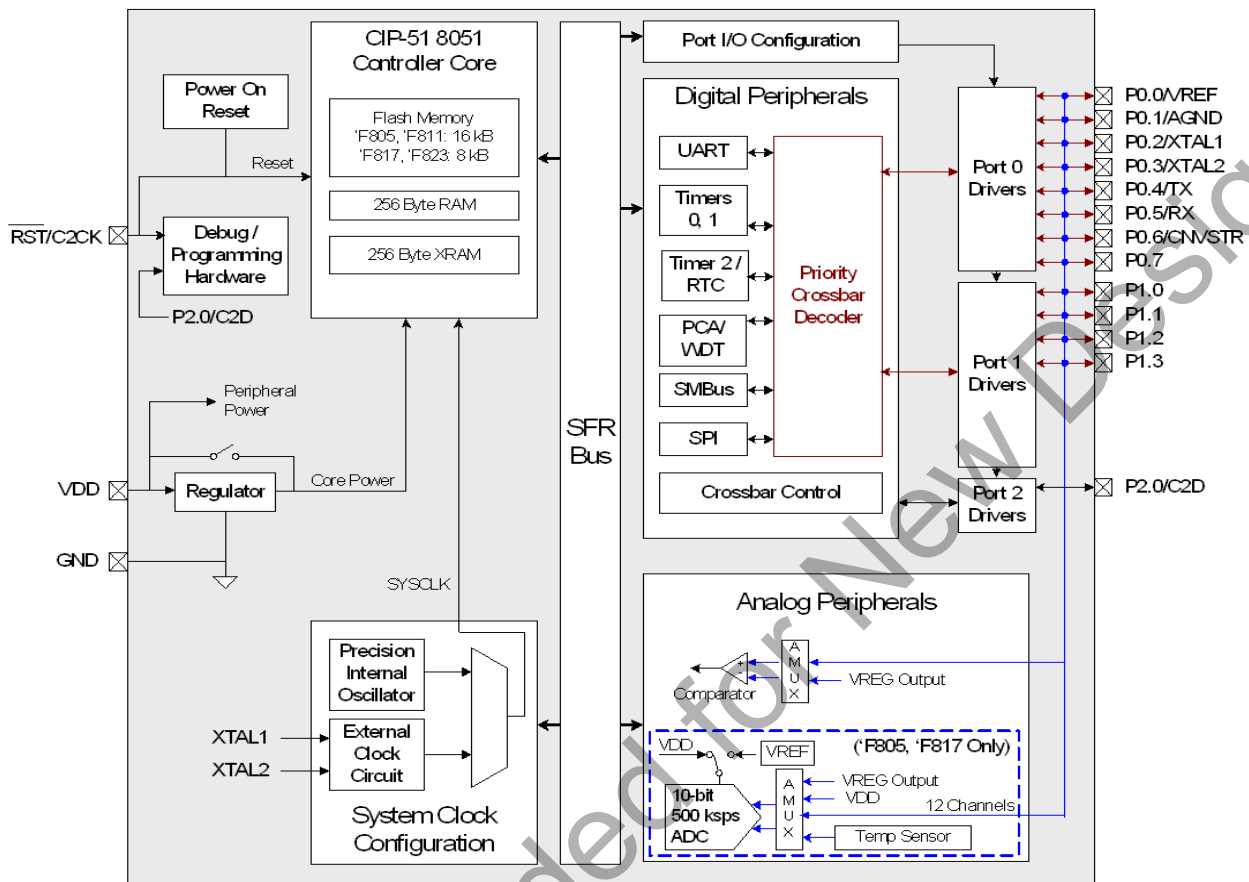 CIP-51 8051
Controller Core
Flash Memory
'F805, 'F811: 16 kB
'F817, 'F823: 8 kB
256 Byte RAM
256 Byte XRAM
Power On
Reset
Reset
RST/C2CK
Debug /
Programming
Hardware
P2.0/C2D
Peripheral
Power
VDD
Regulator
Core Power
GND
SYSCLK
Precision
Internal
Oscillator
XTAL1
XTAL2
External
Clock
Circuit
System Clock
Configuration
SFR
Bus
Port I/O Configuration
Digital Peripherals
UART
Timers
0, 1
Timer 2 /
RTC
PCA/
WDT
SMBus
SPI
Priority
Crossbar
Decoder
Crossbar Control
Port 0
Drivers
Port 1
Drivers
Port 2
Drivers
P0.0/VREF
P0.1/AGND
P0.2/XTAL1
P0.3/XTAL2
P0.4/TX
P0.5/RX
P0.6/CNVSTR
P0.7
P1.0
P1.1
P1.2
P1.3
P2.0/C2D
Analog Peripherals
+
-
Comparator
AMUX
VREG Output
('F805, 'F817 Only)
VDD
VREF
10-bit
500 ksps
ADC
AMUX
VREG Output
VDD
12 Channels
Temp Sensor
for New